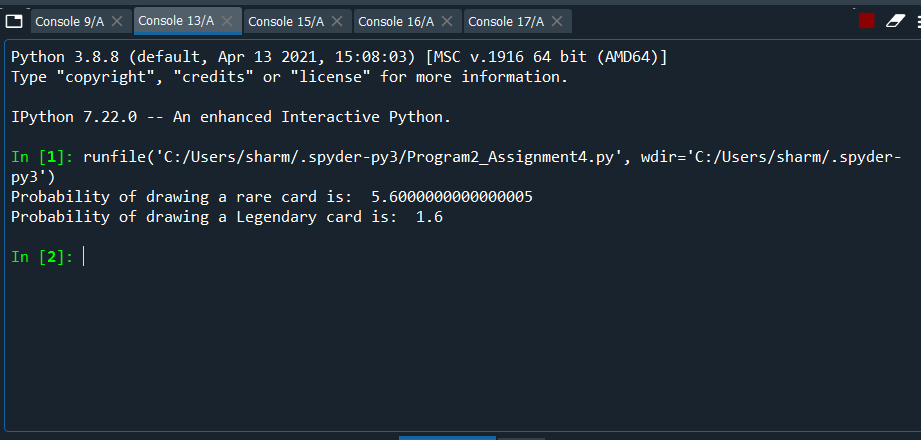 Console 9/A Console 13/A Console 15/A Console 16/A Console 17/A
Python 3.8.8 (default, Apr 13 2021, 15:08:03) [MSC v.1916 64 bit (AMD64)]
Type "copyright", "credits" or "license" for more information.
IPython 7.22.0 -- An enhanced Interactive Python.
In [1]: runfile('C:/Users/sharm/.spyder-py3/Program2_Assignment4.py', wdir='C:/Users/sharm/.spyder-
py3')
Probability of drawing a rare card is:  5.6000000000000005
Probability of drawing a Legendary card is:  1.6
In [2]: